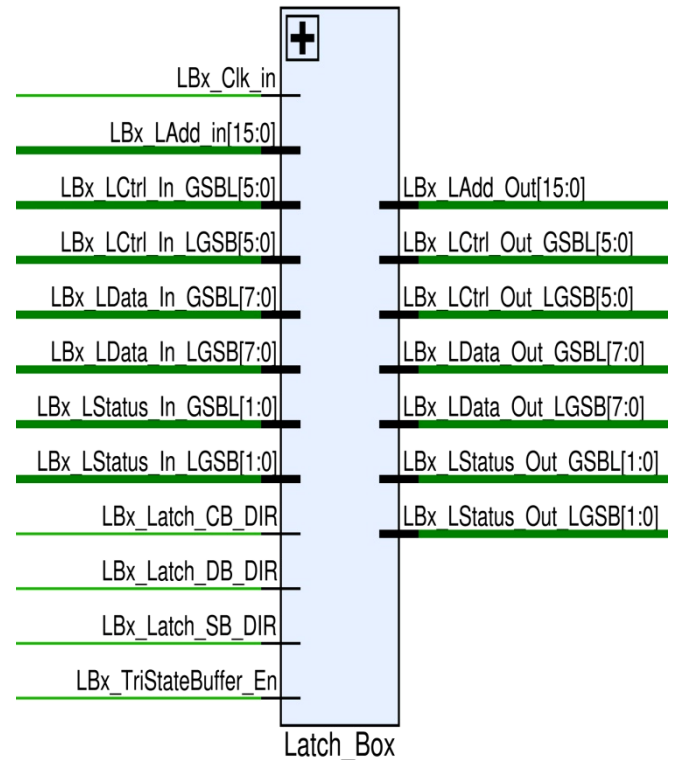 LBx_Clk_in
LBx_LAdd_in[15:0]
LBx_LCtrl_In_GSBL[5:0]
LBx_LCtrl_In_LGSB[5:0]
LBx_LData_In_GSBL[7:0]
LBx_LData_In_LGSB[7:0]
LBx_LStatus_In_GSBL[1:0]
LBx_LStatus_In_LGSB[1:0]
LBx_Latch_CB_DIR
LBx_Latch_DB_DIR
LBx_Latch_SB_DIR
LBx_TriStateBuffer_En
LBx_LAdd_Out[15:0]
LBx_LCtrl_Out_GSBL[5:0]
LBx_LCtrl_Out_LGSB[5:0]
LBx_LData_Out_GSBL[7:0]
LBx_LData_Out_LGSB[7:0]
LBx_LStatus_Out_GSBL[1:0]
LBx_LStatus_Out_LGSB[1:0]
Latch_Box